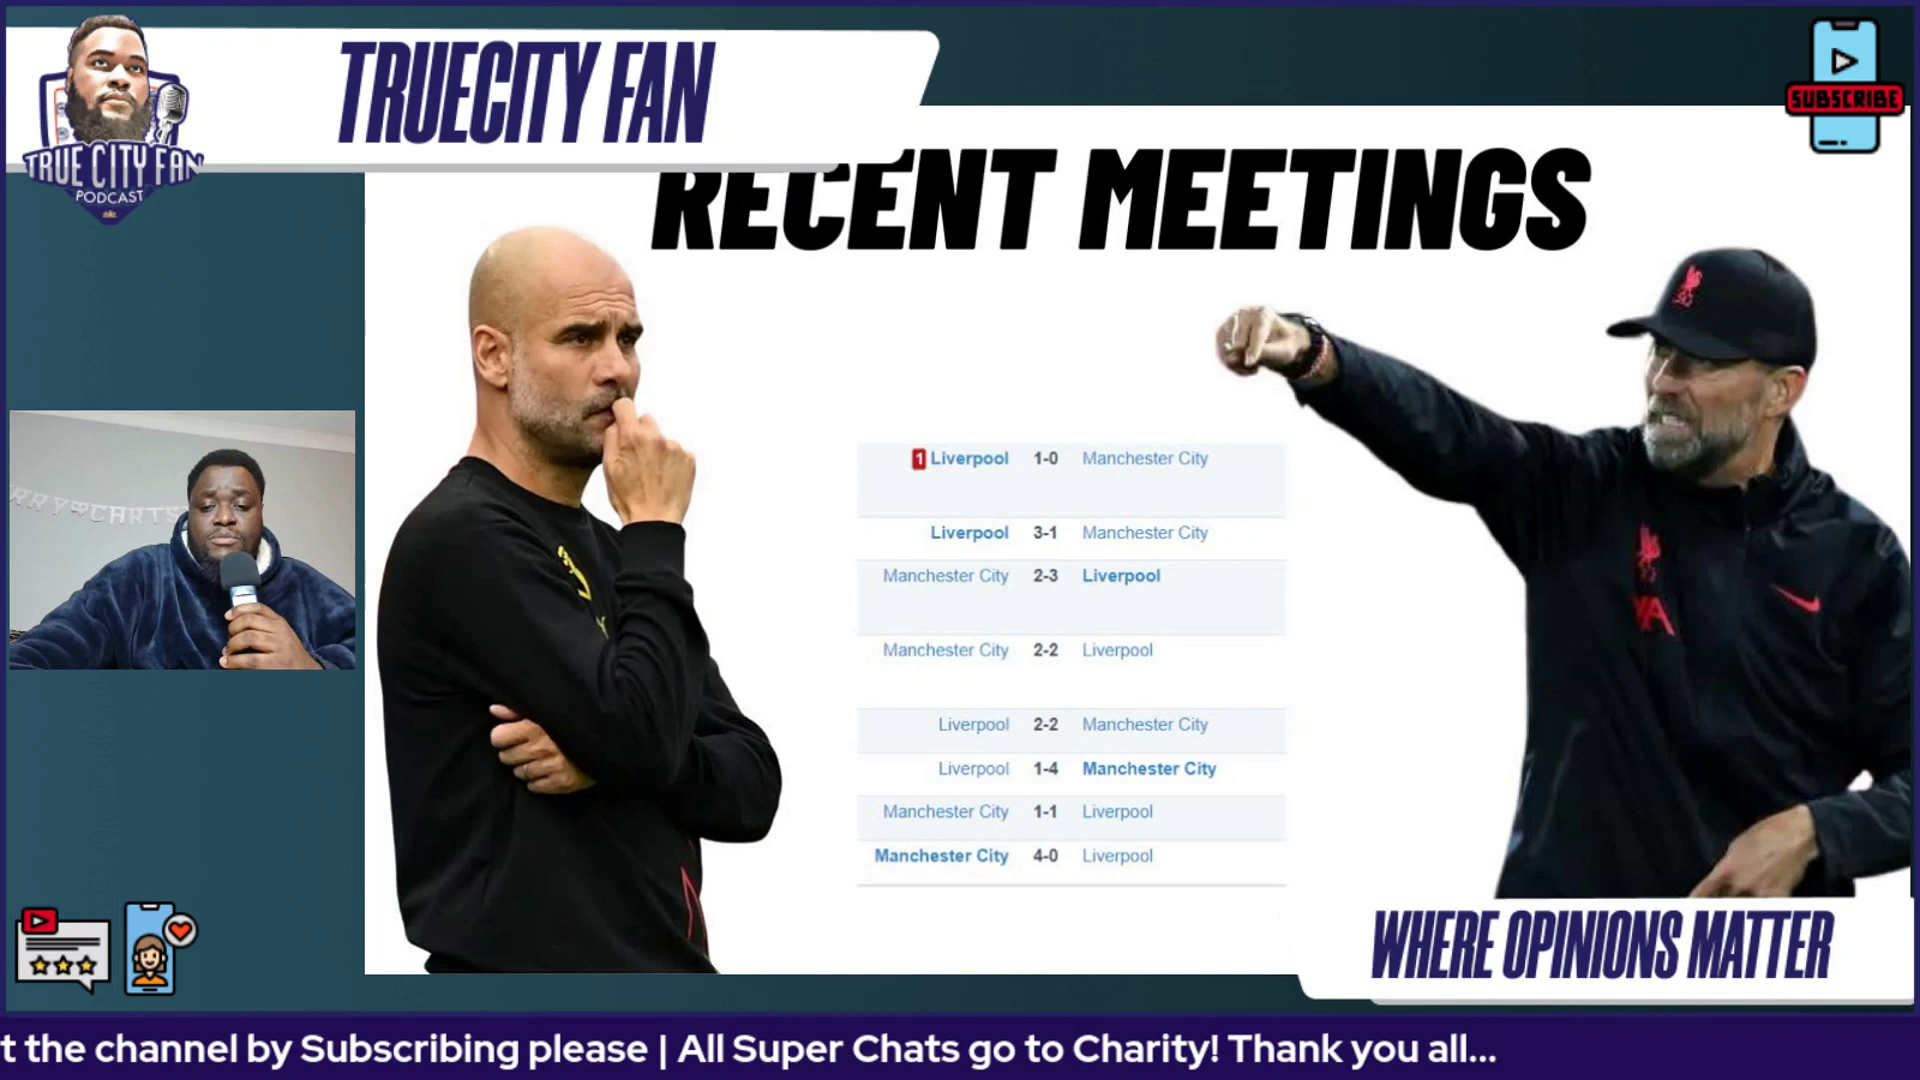 TRUECITY FAN
TRUE CITY FAN
PODCAST
SUBSCRIBE
RECENT MEETINGS
1 Liverpool 1-0 Manchester City
Liverpool 3-1 Manchester City
Manchester City 2-3 Liverpool
Manchester City 2-2 Liverpool
Liverpool 2-2 Manchester City
Liverpool 1-4 Manchester City
Manchester City 1-1 Liverpool
Manchester City 4-0 Liverpool
WHERE OPINIONS MATTER
t the channel by Subscribing please | All Super Chats go to Charity! Thank you all...